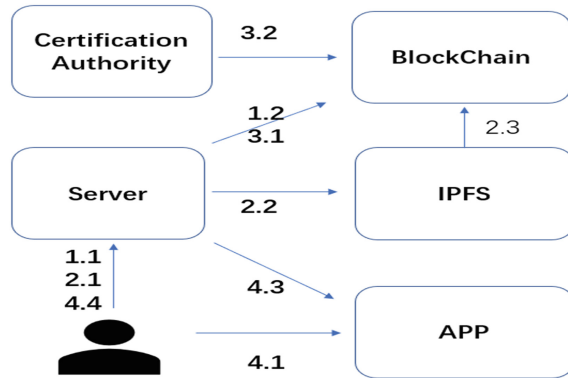 Certification
Authority
3.2
BlockChain
1.2
3.1
2.3
Server
2.2
IPFS
1.1
2.1
4.4
4.3
APP
4.1